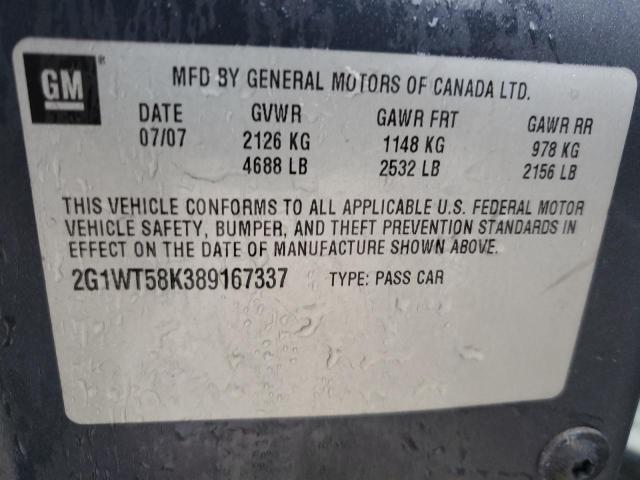 GM
MFD BY GENERAL MOTORS OF CANADA LTD.
DATE GVWR GAWR FRT GAWR RR
07/07 2126 KG 1148 KG 978 KG
4688 LB 2532 LB 2156 LB
THIS VEHICLE CONFORMS TO ALL APPLICABLE U.S. FEDERAL MOTOR
VEHICLE SAFETY, BUMPER, AND THEFT PREVENTION STANDARDS IN
EFFECT ON THE DATE OF MANUFACTURE SHOWN ABOVE.
2G1WT58K389167337 TYPE: PASS CAR